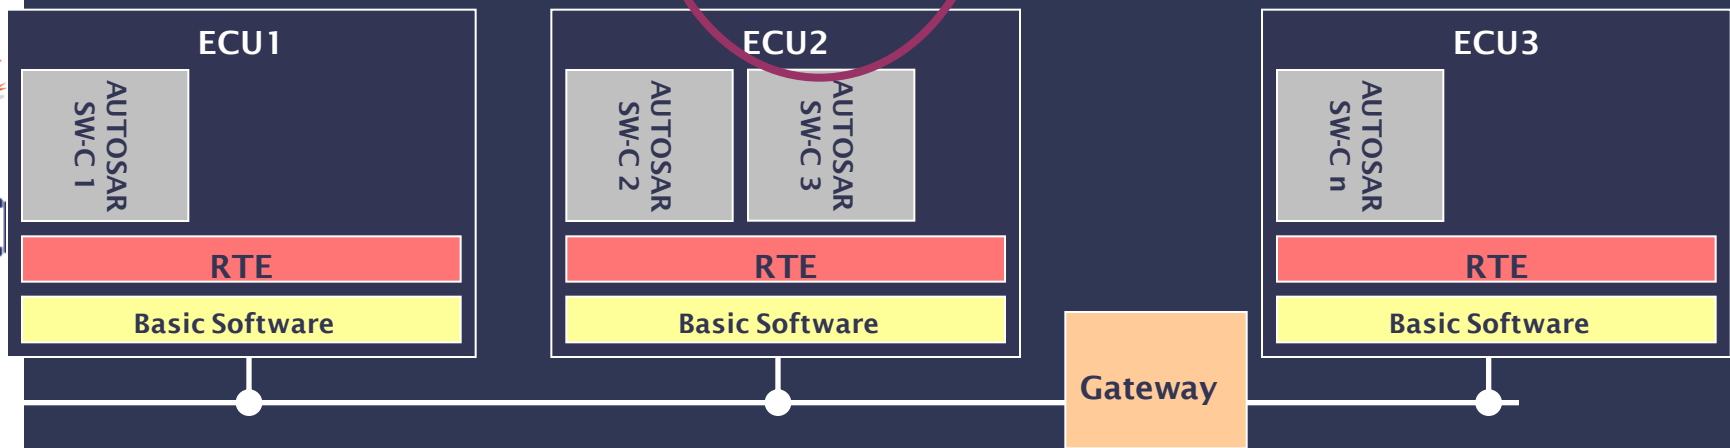 ECU1
AUTOSAR
SW-C 1
RTE
Basic Software
ECU2
AUTOSAR
SW-C 2
AUTOSAR
SW-C 3
RTE
Basic Software
Gateway
ECU3
AUTOSAR
SW-C n
RTE
Basic Software